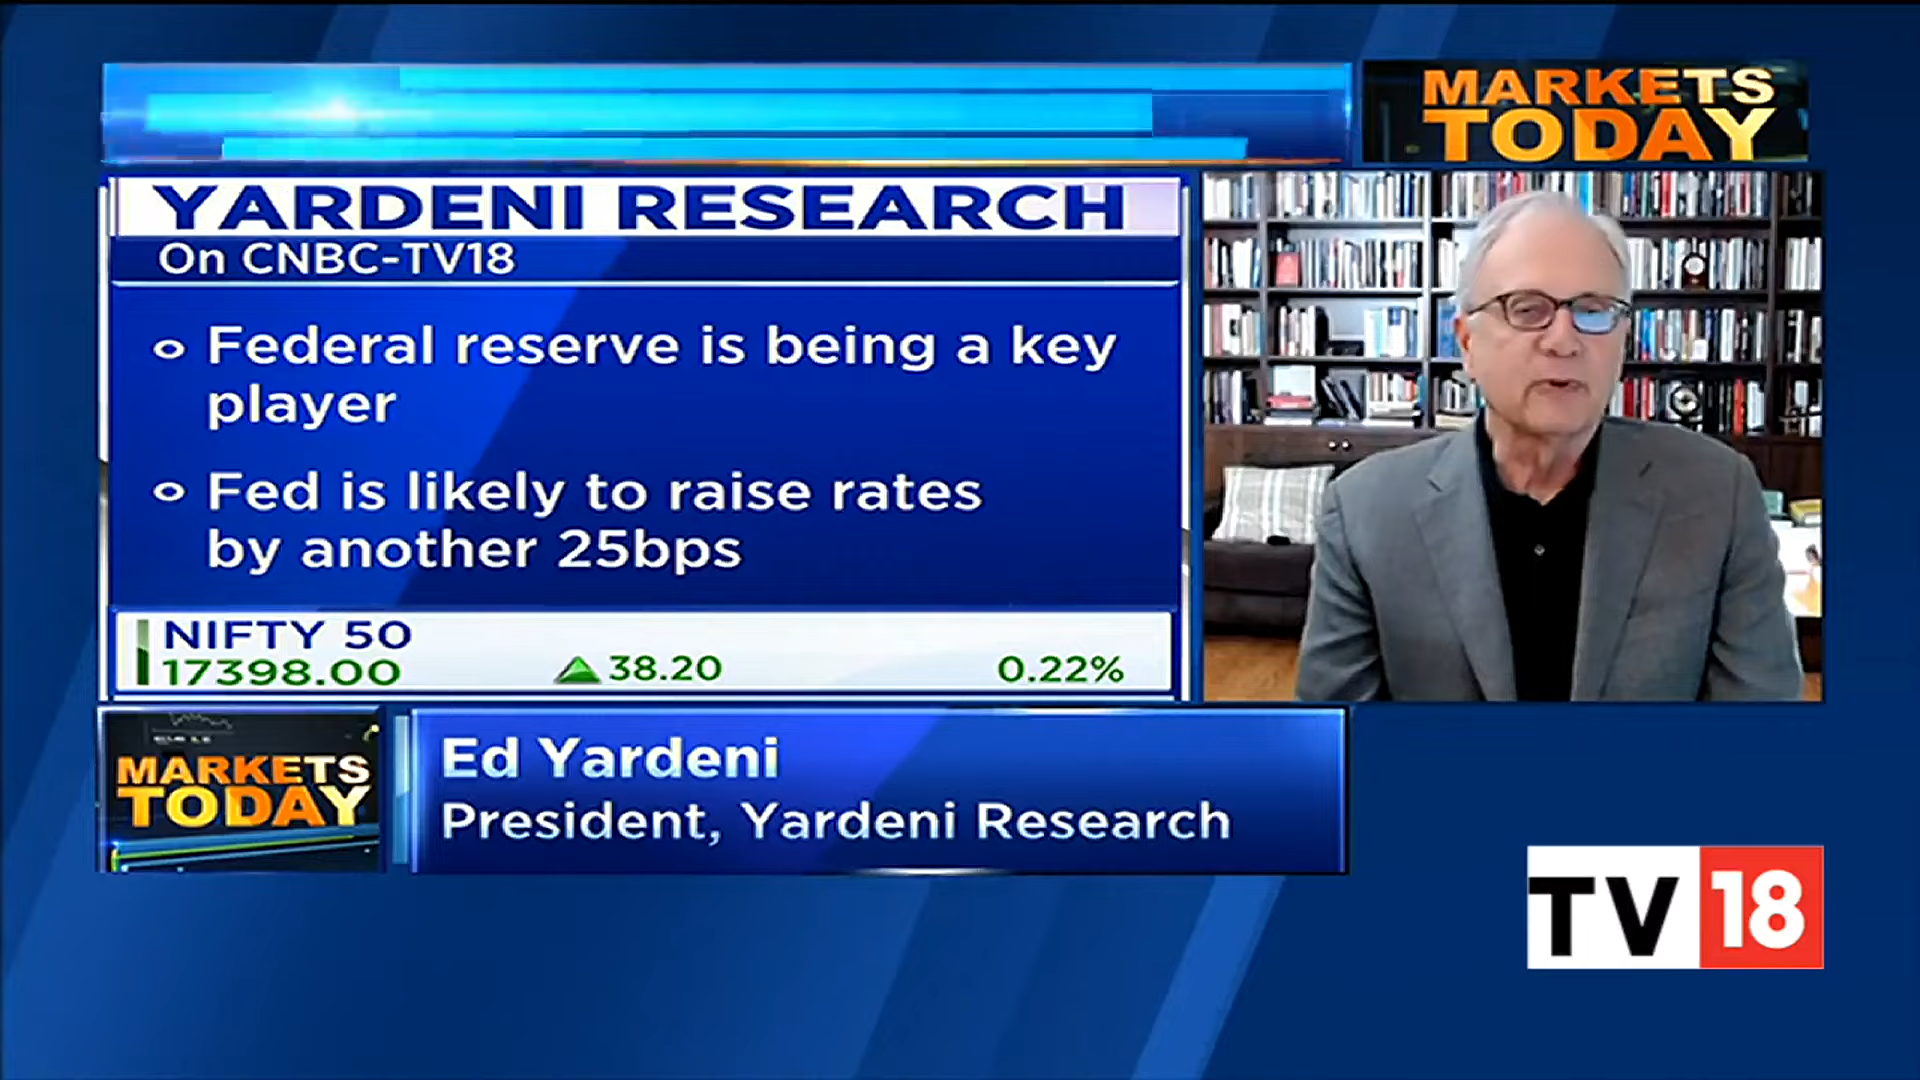 MARKETS
TODAY
YARDENI RESEARCH
On CNBC-TV18
Federal reserve is being a key
player
Fed is likely to raise rates
by another 25bps
NIFTY 50
17398.00 38.20 0.22%
MARKETS
TODAY
Ed Yardeni
President, Yardeni Research
TV18